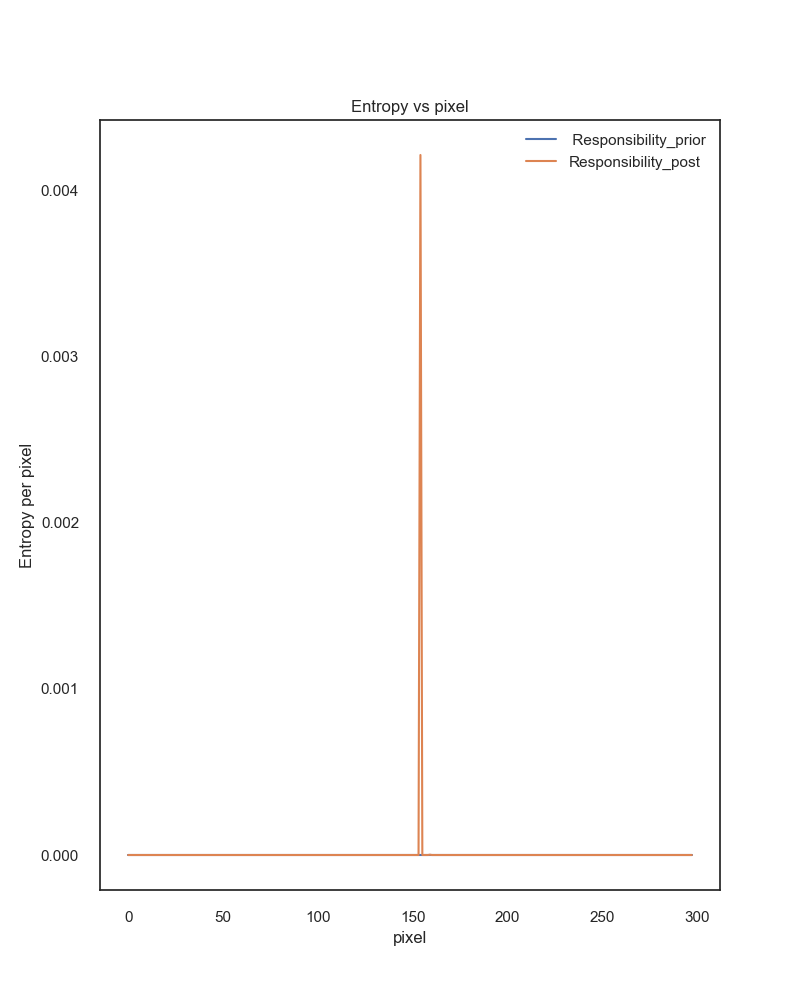 Entropy vs pixel
Responsibility_prior
Responsibility_post
0.004
0.003
0.002
0.001
0.000
Entropy per pixel
0 50 100 150 200 250 300
pixel